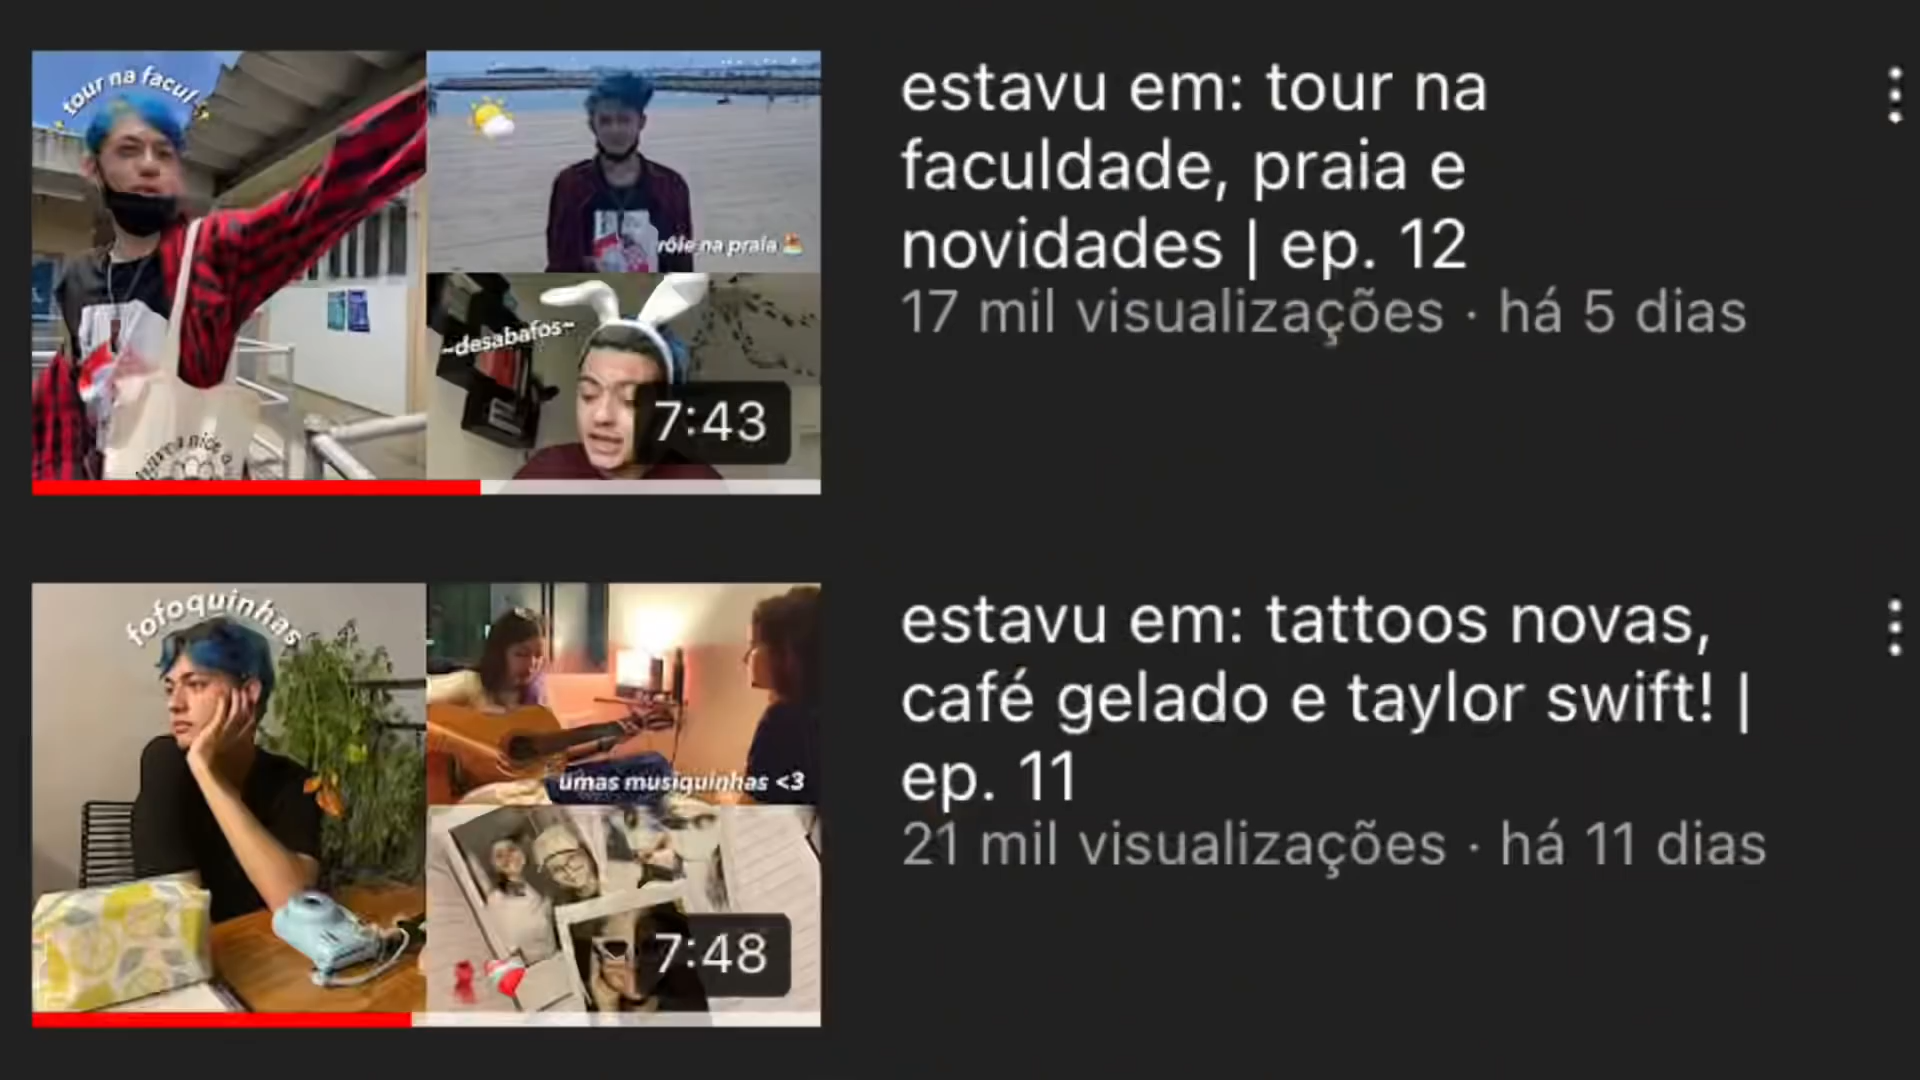 tour na facul
rôle na praia
~desabafos~
7:43
estavu em: tour na
faculdade, praia e
novidades | ep. 12
17 mil visualizações · há 5 dias
fofoquinhas
umas musiquinhas <3
7:48
estavu em: tattoos novas,
café gelado e taylor swift! |
ep. 11
21 mil visualizações · há 11 dias